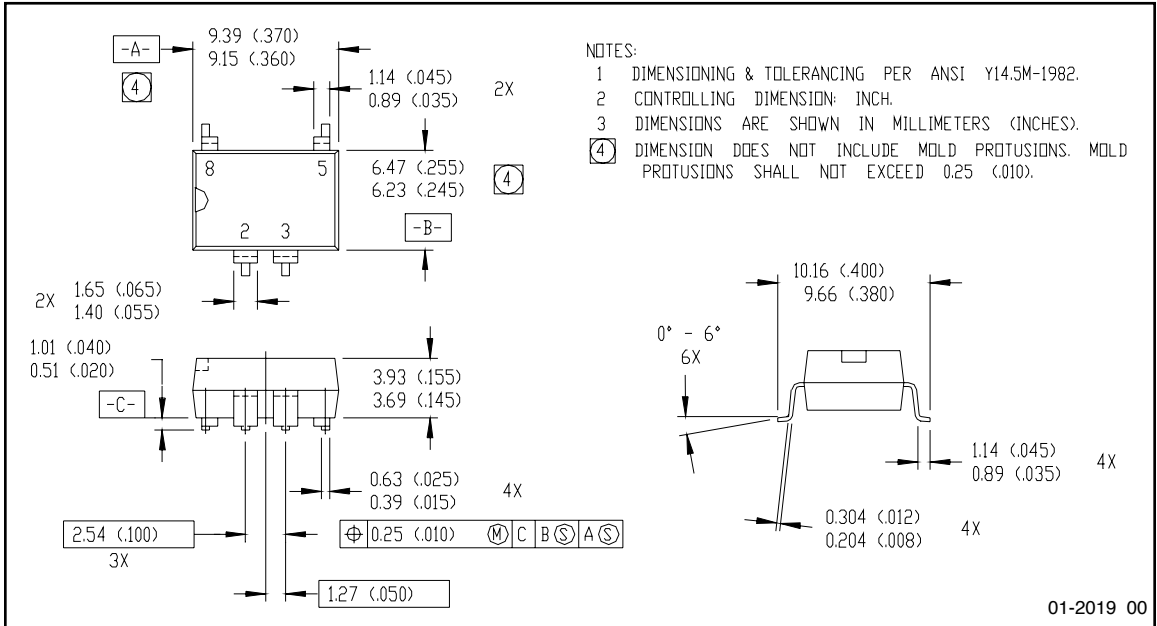 -A-
9.39 (.370)
9.15 (.360)
4
1.14 (.045)
0.89 (.035)
2X
8
5
6.47 (.255)
6.23 (.245)
4
2
3
-B-
2X
1.65 (.065)
1.40 (.055)
1.01 (.040)
0.51 (.020)
-C-
3.93 (.155)
3.69 (.145)
0.63 (.025)
0.39 (.015)
4X
2.54 (.100)
3X
⌖ 0.25 (.010) Ⓜ C B Ⓢ A Ⓢ
1.27 (.050)
NOTES:
1 DIMENSIONING & TOLERANCING PER ANSI Y14.5M-1982.
2 CONTROLLING DIMENSION: INCH.
3 DIMENSIONS ARE SHOWN IN MILLIMETERS (INCHES).
4 DIMENSION DOES NOT INCLUDE MOLD PROTUSIONS. MOLD
PROTUSIONS SHALL NOT EXCEED 0.25 (.010).
10.16 (.400)
9.66 (.380)
0° - 6°
6X
1.14 (.045)
0.89 (.035)
4X
0.304 (.012)
0.204 (.008)
4X
01-2019 00